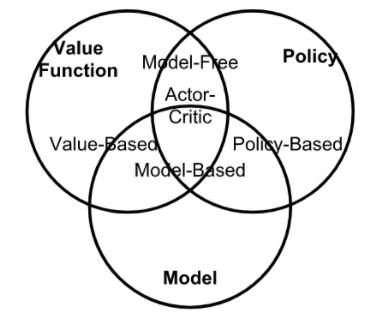 Value
Function
Model-Free
Policy
Actor-
Critic
Value-Based
Policy-Based
Model-Based
Model